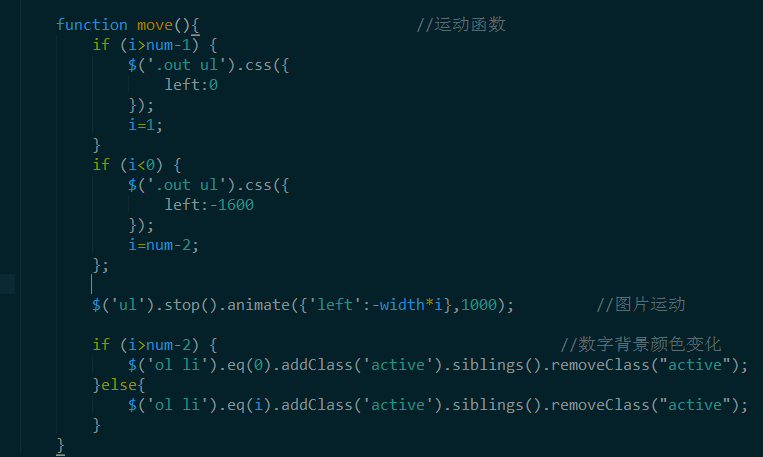 function move(){ //运动函数
if (i>num-1) {
$('.out ul').css({
left:0
});
i=1;
}
if (i<0) {
$('.out ul').css({
left:-1600
});
i=num-2;
};
$('ul').stop().animate({'left':-width*i},1000); //图片运动
if (i>num-2) { //数字背景颜色变化
$('ol li').eq(0).addClass('active').siblings().removeClass("active");
}else{
$('ol li').eq(i).addClass('active').siblings().removeClass("active");
}
}